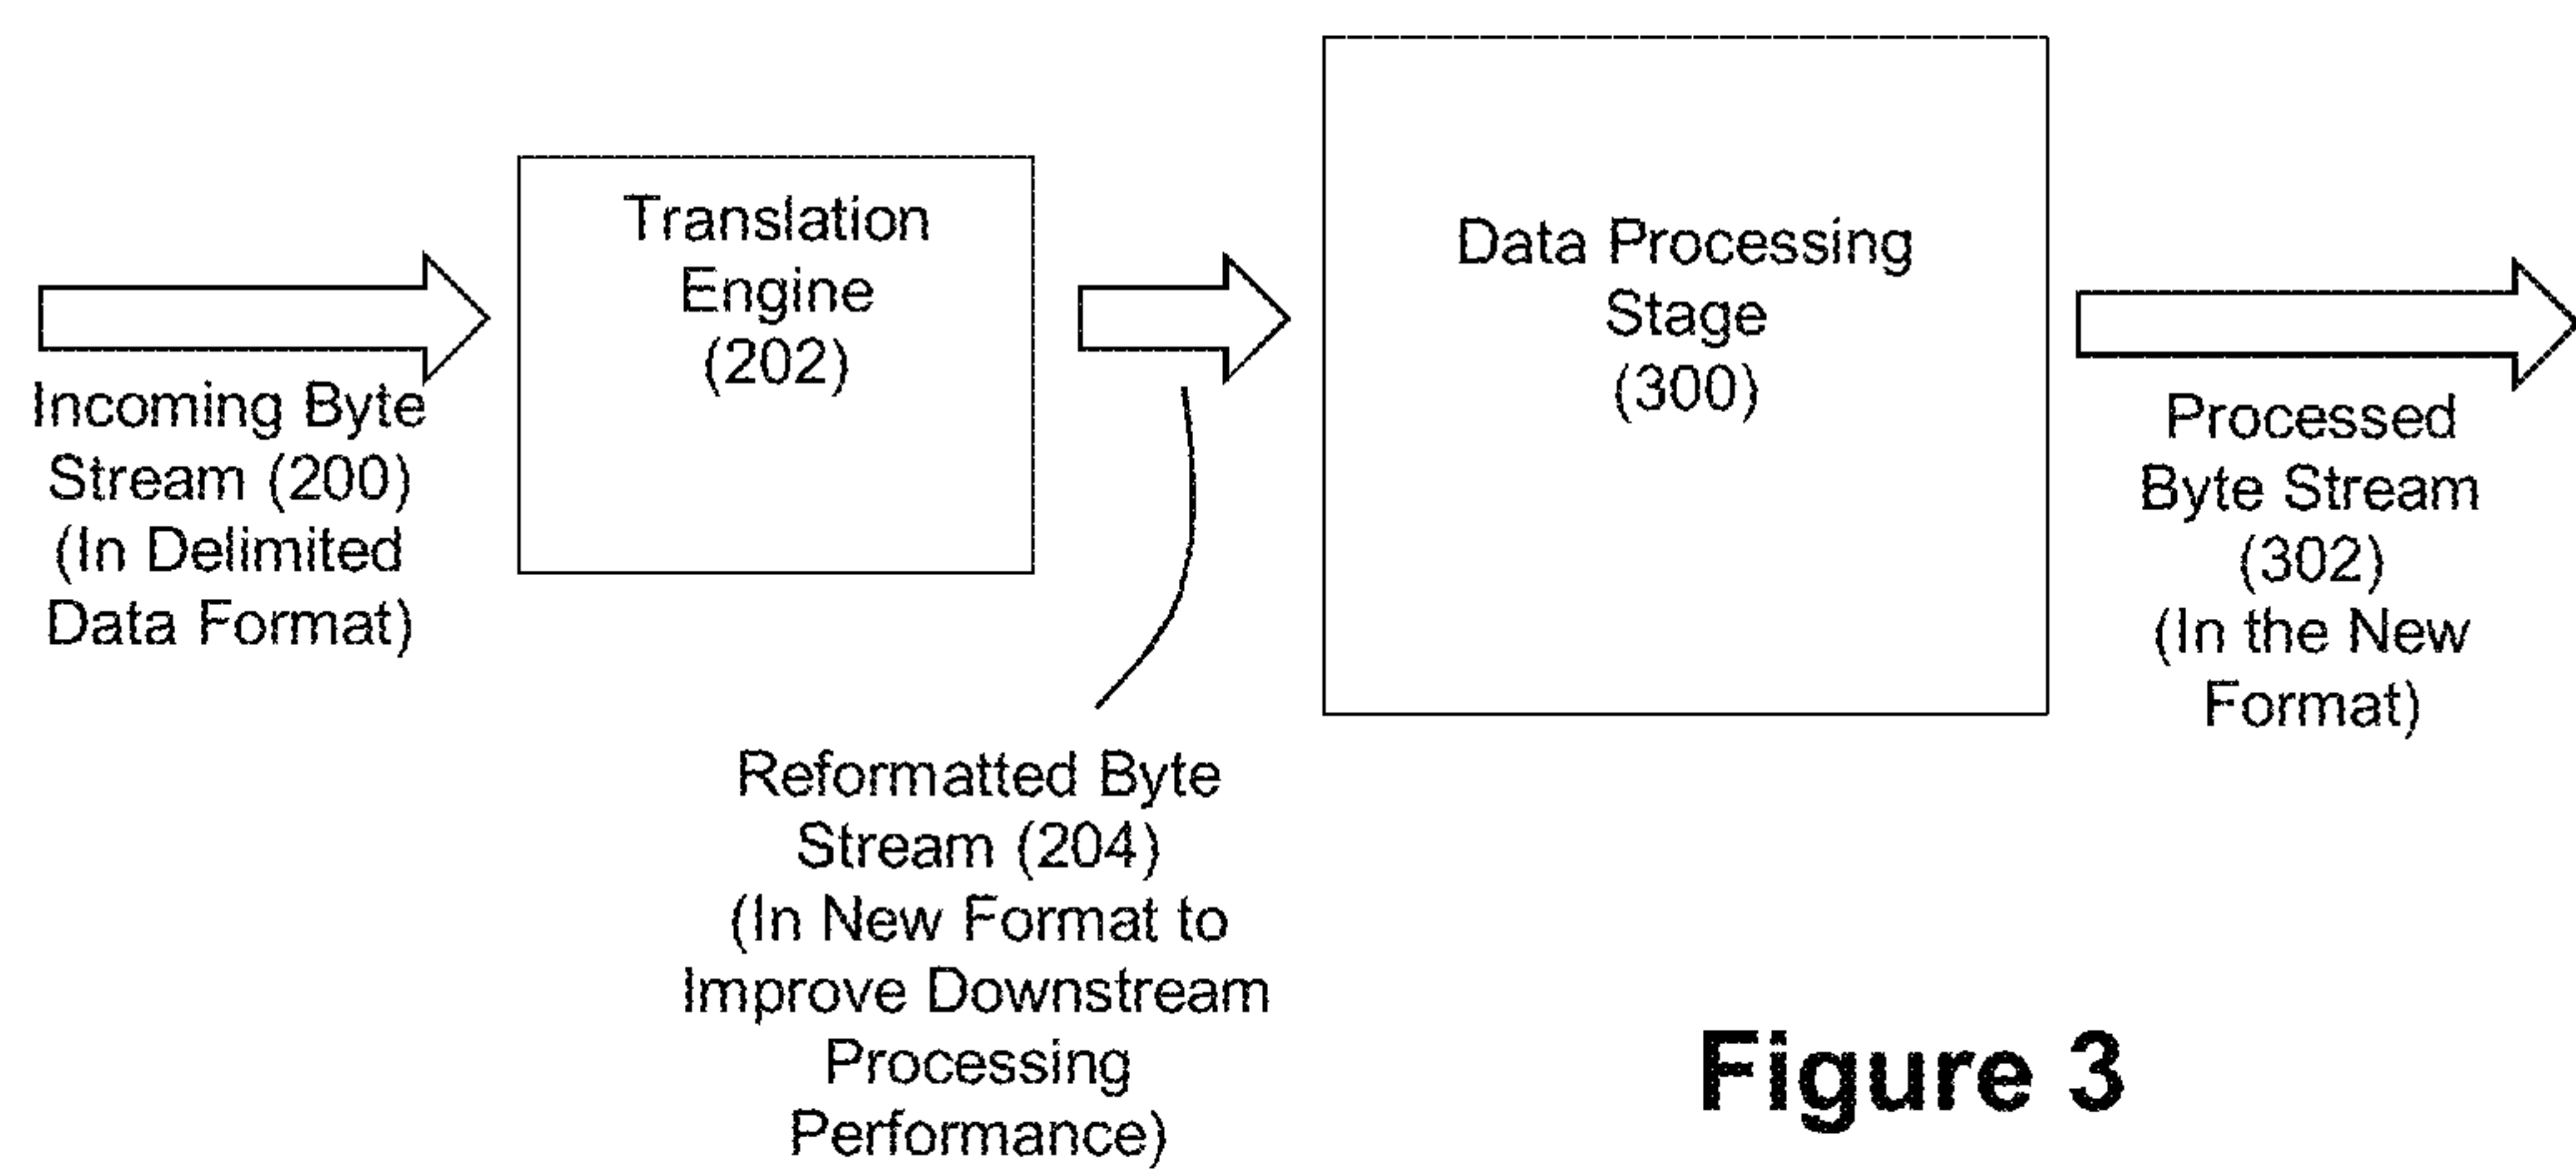 Incoming Byte
Stream (200)
(In Delimited
Data Format)
Translation
Engine
(202)
Reformatted Byte
Stream (204)
(In New Format to
Improve Downstream
Processing
Performance)
Data Processing
Stage
(300)
Processed
Byte Stream
(302)
(In the New
Format)
Figure 3